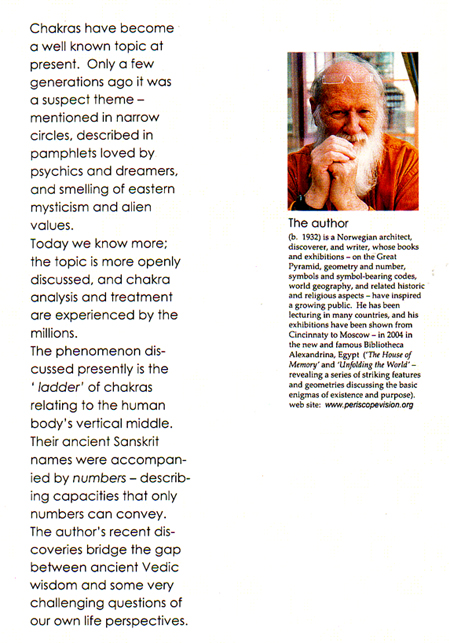 Chakras have become
a well known topic at
present.  Only a few
generations ago it was
a suspect theme –
mentioned in narrow
circles, described in
pamphlets loved by
psychics and dreamers,
and smelling of eastern
mysticism and alien
values.
Today we know more;
the topic is more openly
discussed, and chakra
analysis and treatment
are experienced by the
millions.
The phenomenon dis-
cussed presently is the
‘ ladder’ of chakras
relating to the human
body’s vertical middle.
Their ancient Sanskrit
names were accompan-
ied by numbers – describ-
ing capacities that only
numbers can convey.
The author’s recent dis-
coveries bridge the gap
between ancient Vedic
wisdom and some very
challenging questions of
our own life perspectives.
The author
(b.  1932) is a Norwegian architect,
discoverer, and writer, whose books
and exhibitions – on the Great
Pyramid, geometry and number,
symbols and symbol-bearing codes,
world geography, and related historic
and religious aspects – have inspired
a growing public.  He has been
lecturing in many countries, and his
exhibitions have been shown from
Cincinnaty to Moscow – in 2004 in
the new and famous Bibliotheca
Alexandrina, Egypt  (‘The House of
Memory’ and ‘Unfolding the World’ –
revealing a series of striking features
and geometries discussing the basic
enigmas of existence and purpose).
web site:  www.periscopevision.org